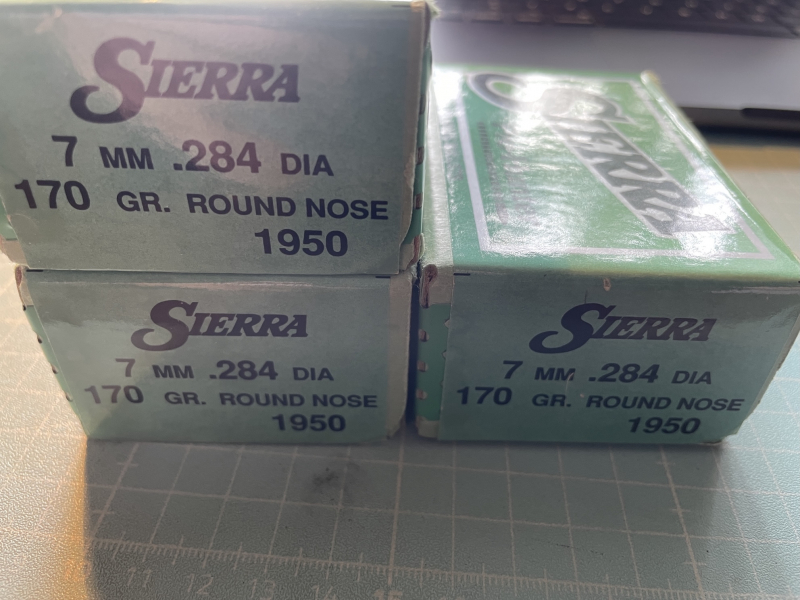 SIERRA
7 MM .284 DIA
170 GR. ROUND NOSE
1950
SIERRA
7 MM .284 DIA
170 GR. ROUND NOSE
1950
SIERRA
SIERRA
7 MM .284 DIA
170 GR. ROUND NOSE
1950
11 12 13 14 15